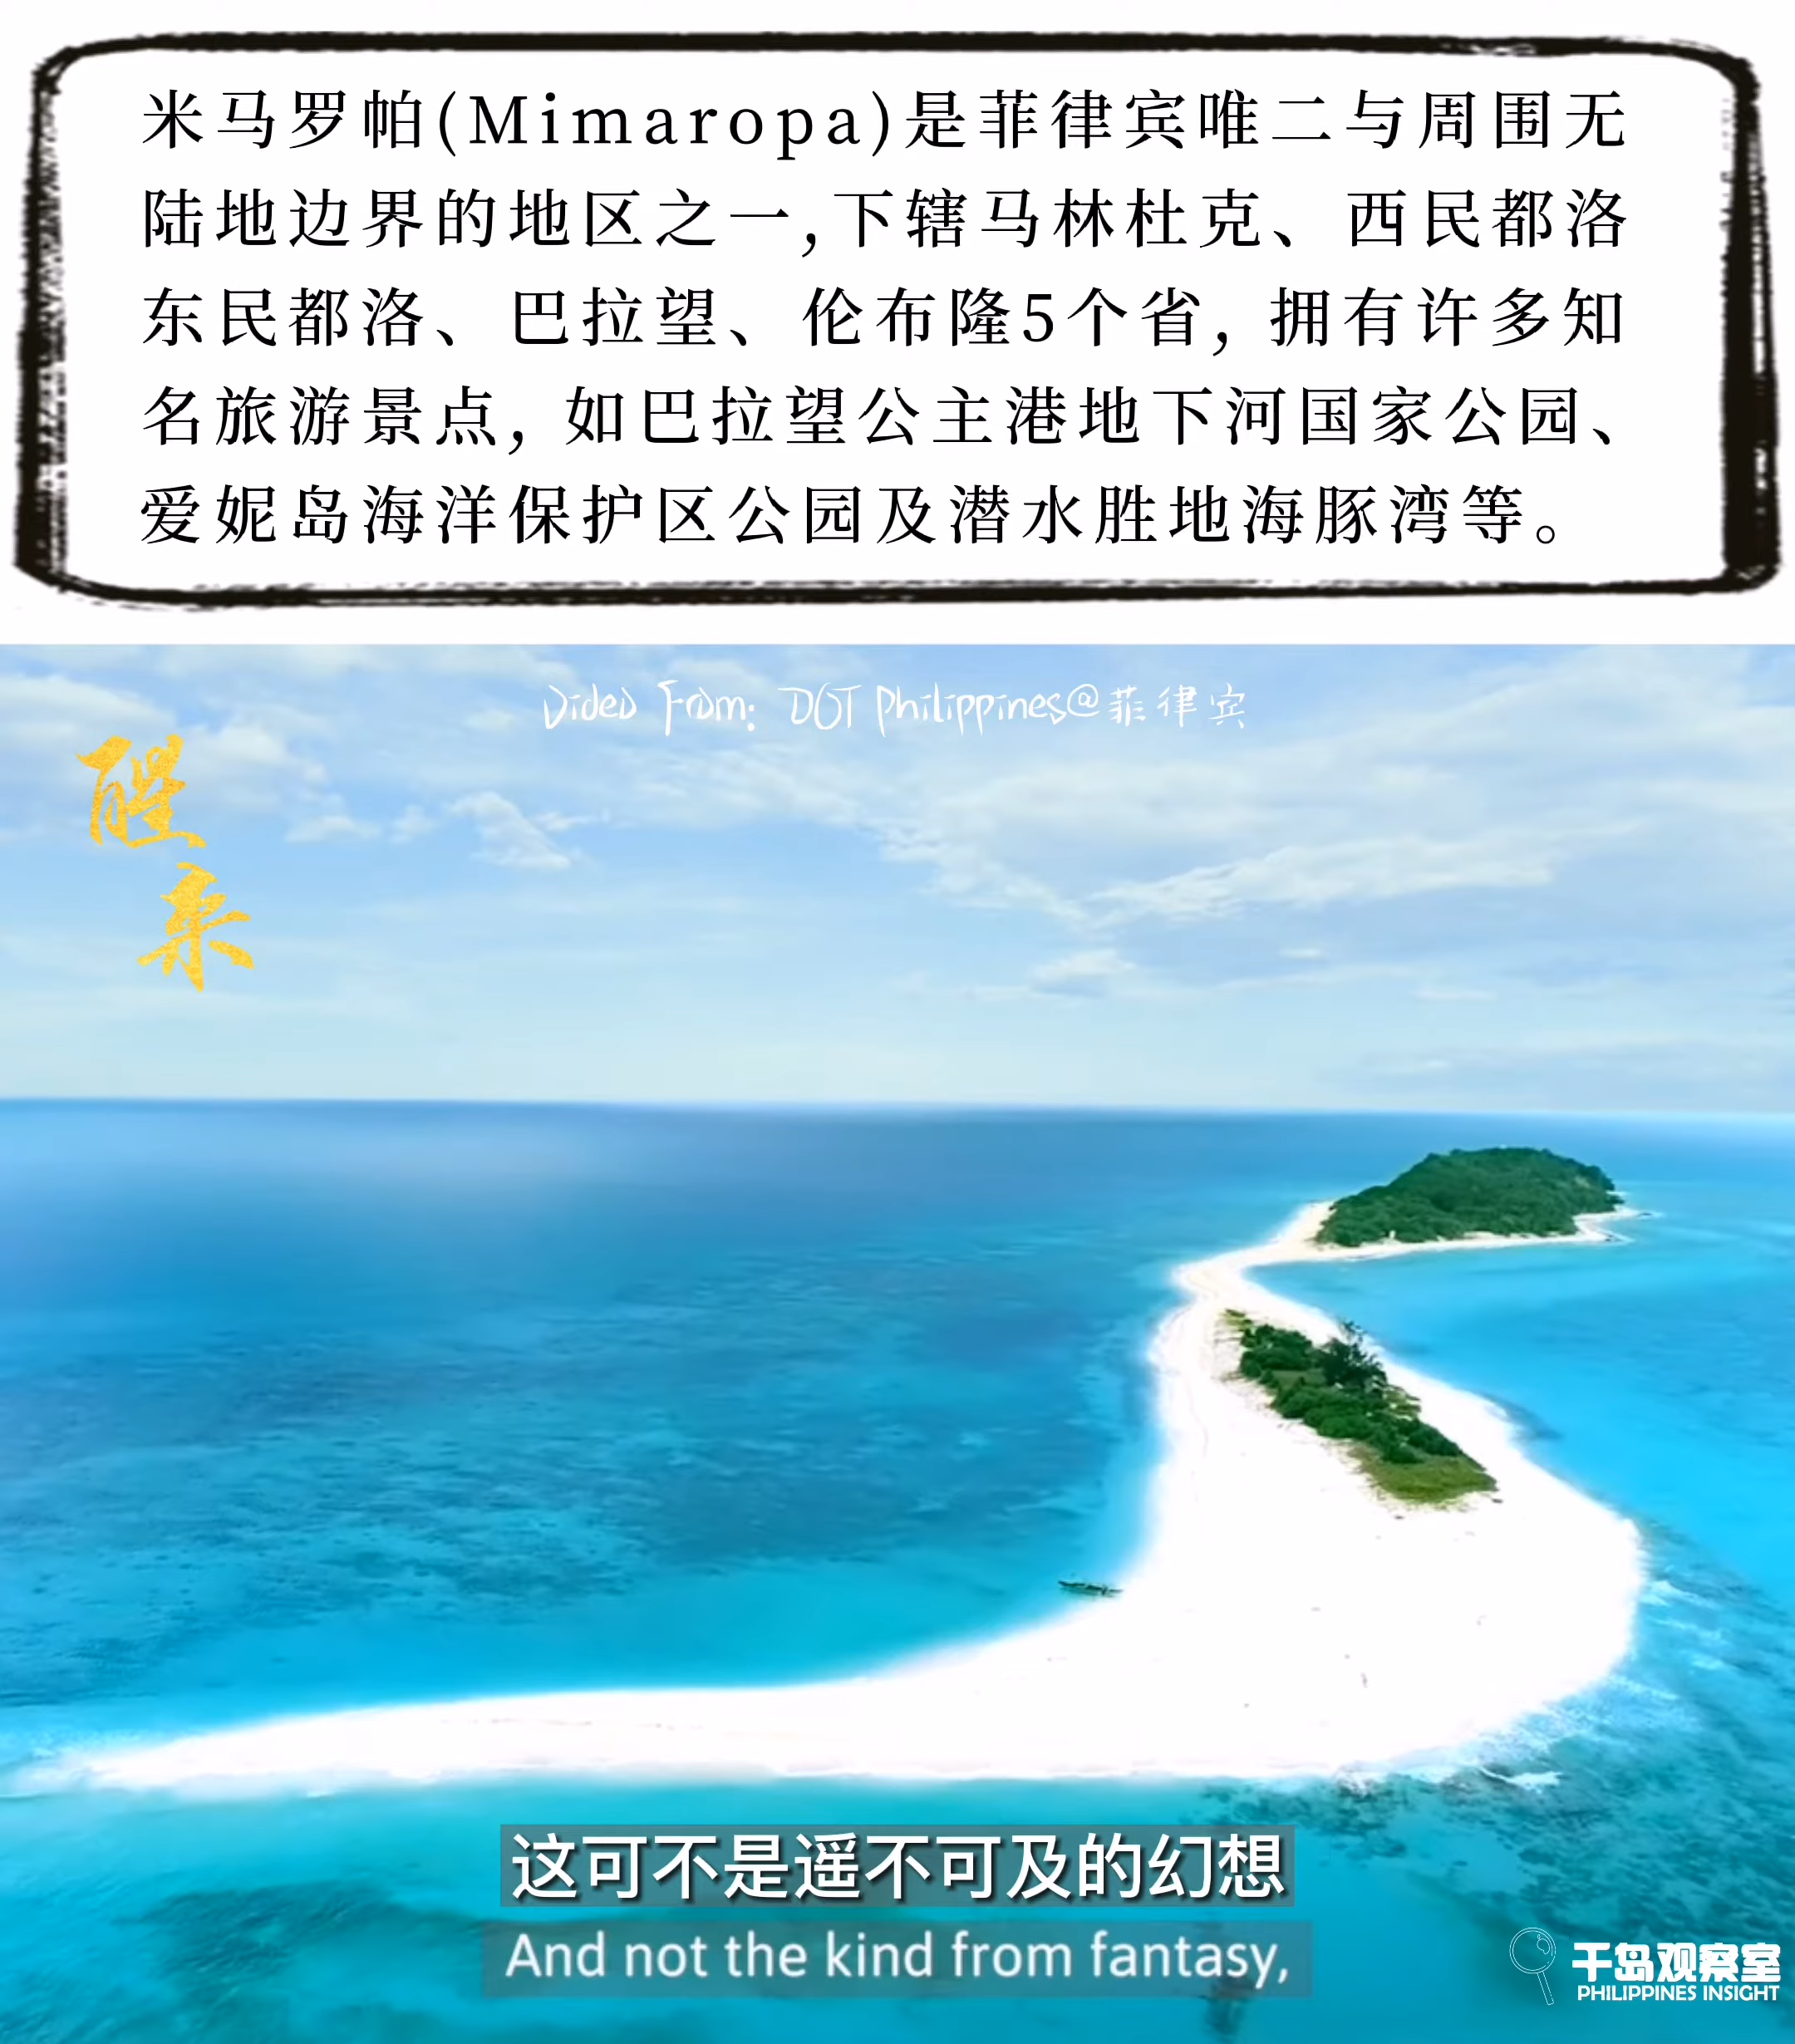 米马罗帕(Mimaropa)是菲律宾唯二与周围无
陆地边界的地区之一,下辖马林杜克、西民都洛
东民都洛、巴拉望、伦布隆5个省，拥有许多知
名旅游景点，如巴拉望公主港地下河国家公园、
爱妮岛海洋保护区公园及潜水胜地海豚湾等。
Video From: DOT Philippines@菲律宾
醒
来
这可不是遥不可及的幻想
And not the kind from fantasy,
千岛观察室
PHILIPPINES INSIGHT